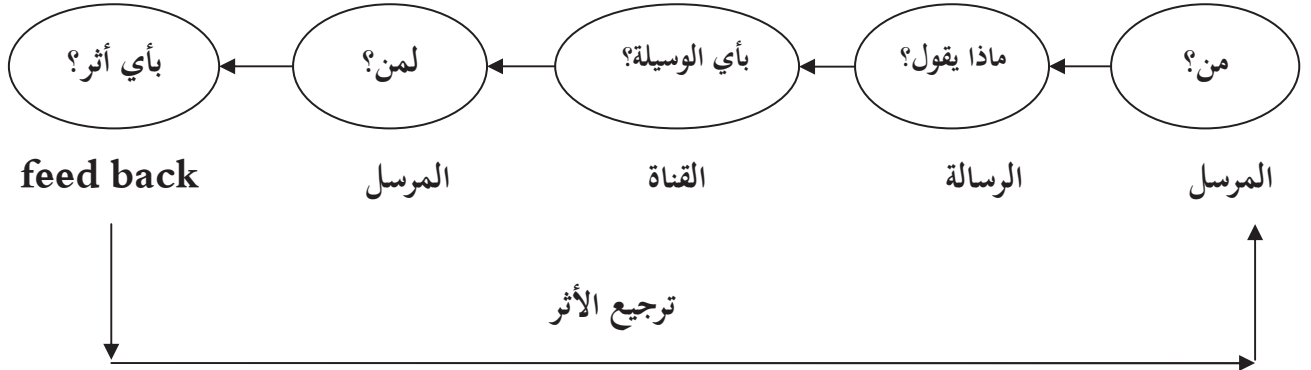 من؟
ماذا يقول؟
بأي الوسيلة؟
لمن؟
بأي أثر؟
المرسل
الرسالة
القناة
المرسل
feed back
ترجيع الأثر